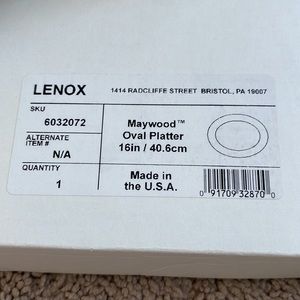 LENOX 1414 RADCLIFFE STREET BRISTOL, PA 19007
SKU
6032072
Maywood™
Oval Platter
16in / 40.6cm
ALTERNATE
ITEM #
N/A
QUANTITY
1
Made in
the U.S.A.
0 91709 32870 0